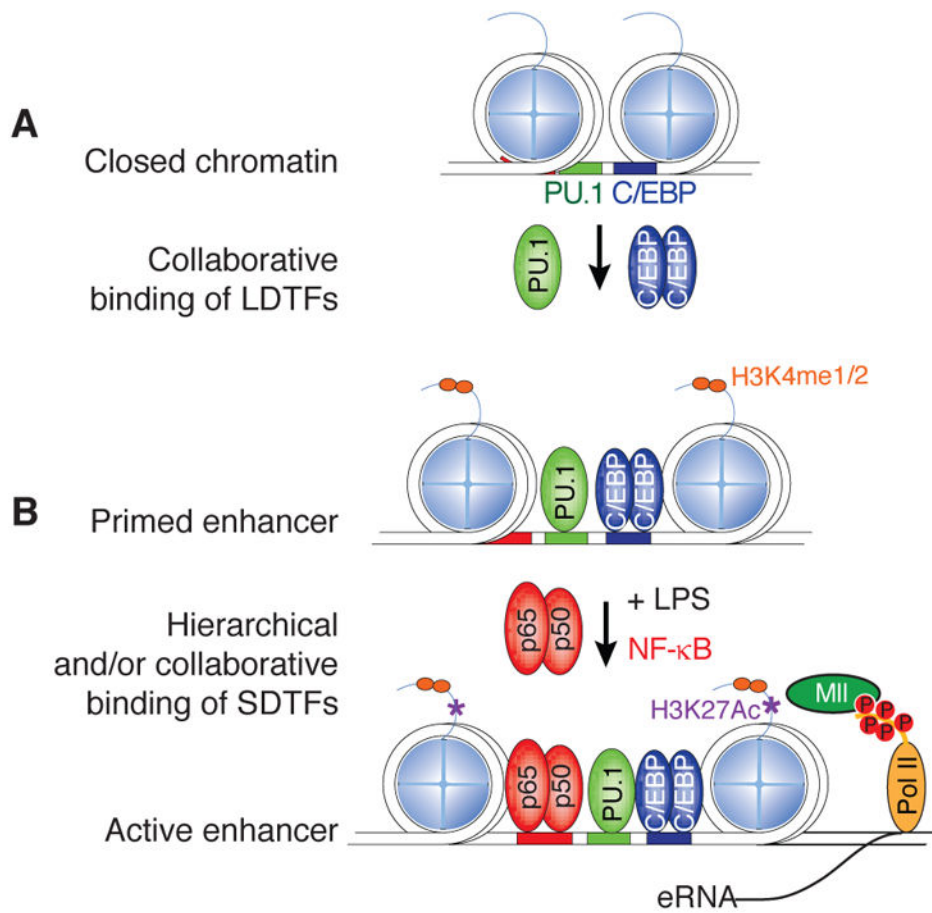 A
Closed chromatin
PU.1 C/EBP
Collaborative
binding of LDTFs
PU.1
C/EBP
C/EBP
H3K4me1/2
B
Primed enhancer
PU.1
C/EBP
C/EBP
Hierarchical
and/or collaborative
binding of SDTFs
p65
p50
+ LPS
NF-κB
H3K27Ac
*
*
Mll
P
P
P
P
P
Pol II
Active enhancer
p65
p50
PU.1
C/EBP
C/EBP
eRNA